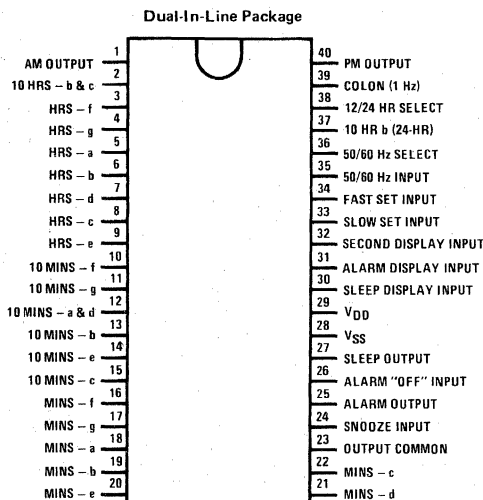 Dual-In-Line Package
1
AM OUTPUT
2
10 HRS – b & c
3
HRS – f
4
HRS – g
5
HRS – a
6
HRS – b
7
HRS – d
8
HRS – c
9
HRS – e
10
10 MINS – f
11
10 MINS – g
12
10 MINS – a & d
13
10 MINS – b
14
10 MINS – e
15
10 MINS – c
16
MINS – f
17
MINS – g
18
MINS – a
19
MINS – b
20
MINS – e
40
PM OUTPUT
39
COLON (1 Hz)
38
12/24 HR SELECT
37
10 HR b (24-HR)
36
50/60 Hz SELECT
35
50/60 Hz INPUT
34
FAST SET INPUT
33
SLOW SET INPUT
32
SECOND DISPLAY INPUT
31
ALARM DISPLAY INPUT
30
SLEEP DISPLAY INPUT
29
VDD
28
VSS
27
SLEEP OUTPUT
26
ALARM "OFF" INPUT
25
ALARM OUTPUT
24
SNOOZE INPUT
23
OUTPUT COMMON
22
MINS – c
21
MINS – d